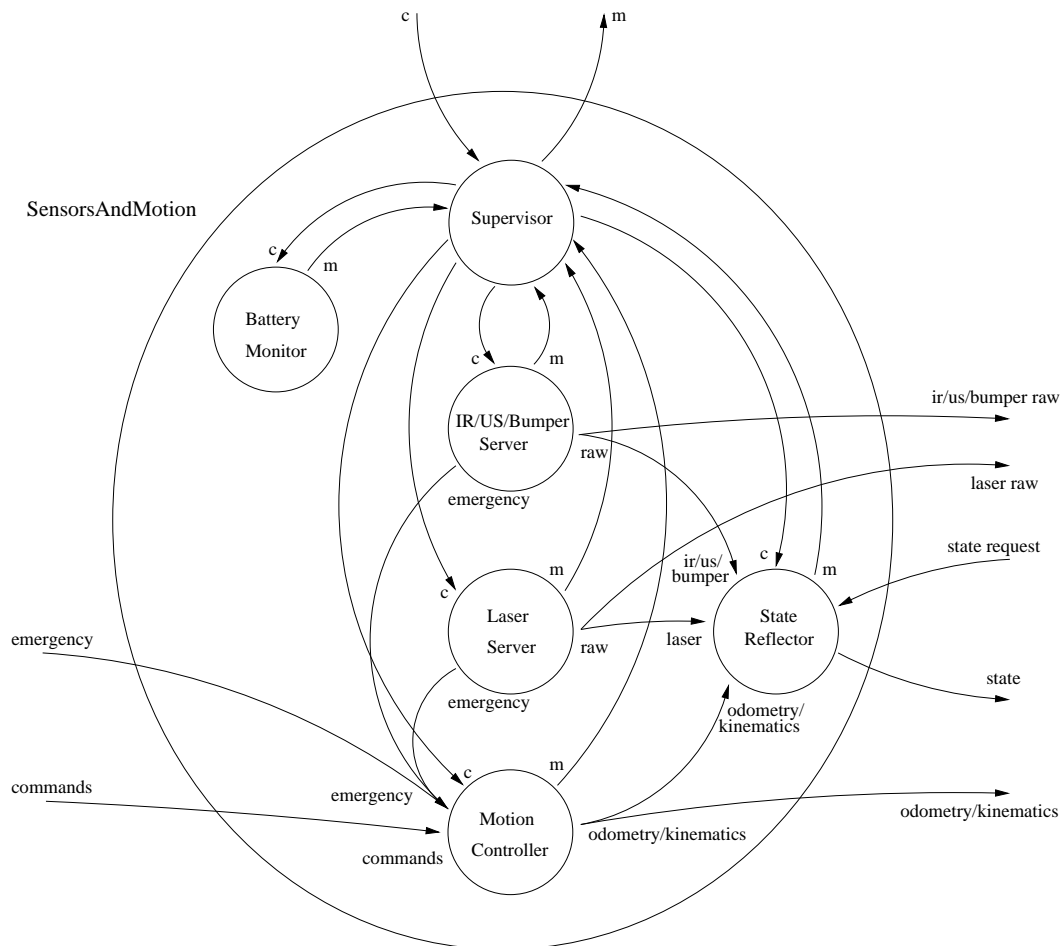 c
m
SensorsAndMotion
Supervisor
c
m
Battery
Monitor
c
m
ir/us/bumper raw
IR/US/Bumper
Server
raw
laser raw
emergency
state request
c
ir/us/
bumper
m
m
c
Laser
Server
State
Reflector
emergency
laser
raw
state
emergency
odometry/
kinematics
m
c
commands
emergency
odometry/kinematics
Motion
Controller
odometry/kinematics
commands